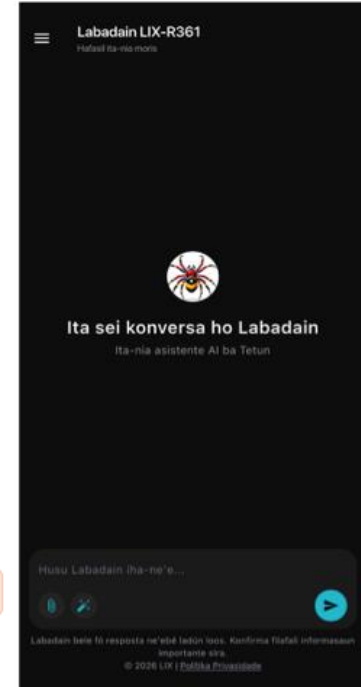 Labadain LIX-R361
Hafasil ita-nia moris
Ita sei konversa ho Labadain
Ita-nia asistente AI ba Tetun
Husu Labadain iha-ne'e...
Labadain bele fó resposta ne'ebé ladún loos. Konfirma filafali informasaun
importante sira.
© 2026 LIX | Polítika Privasidade